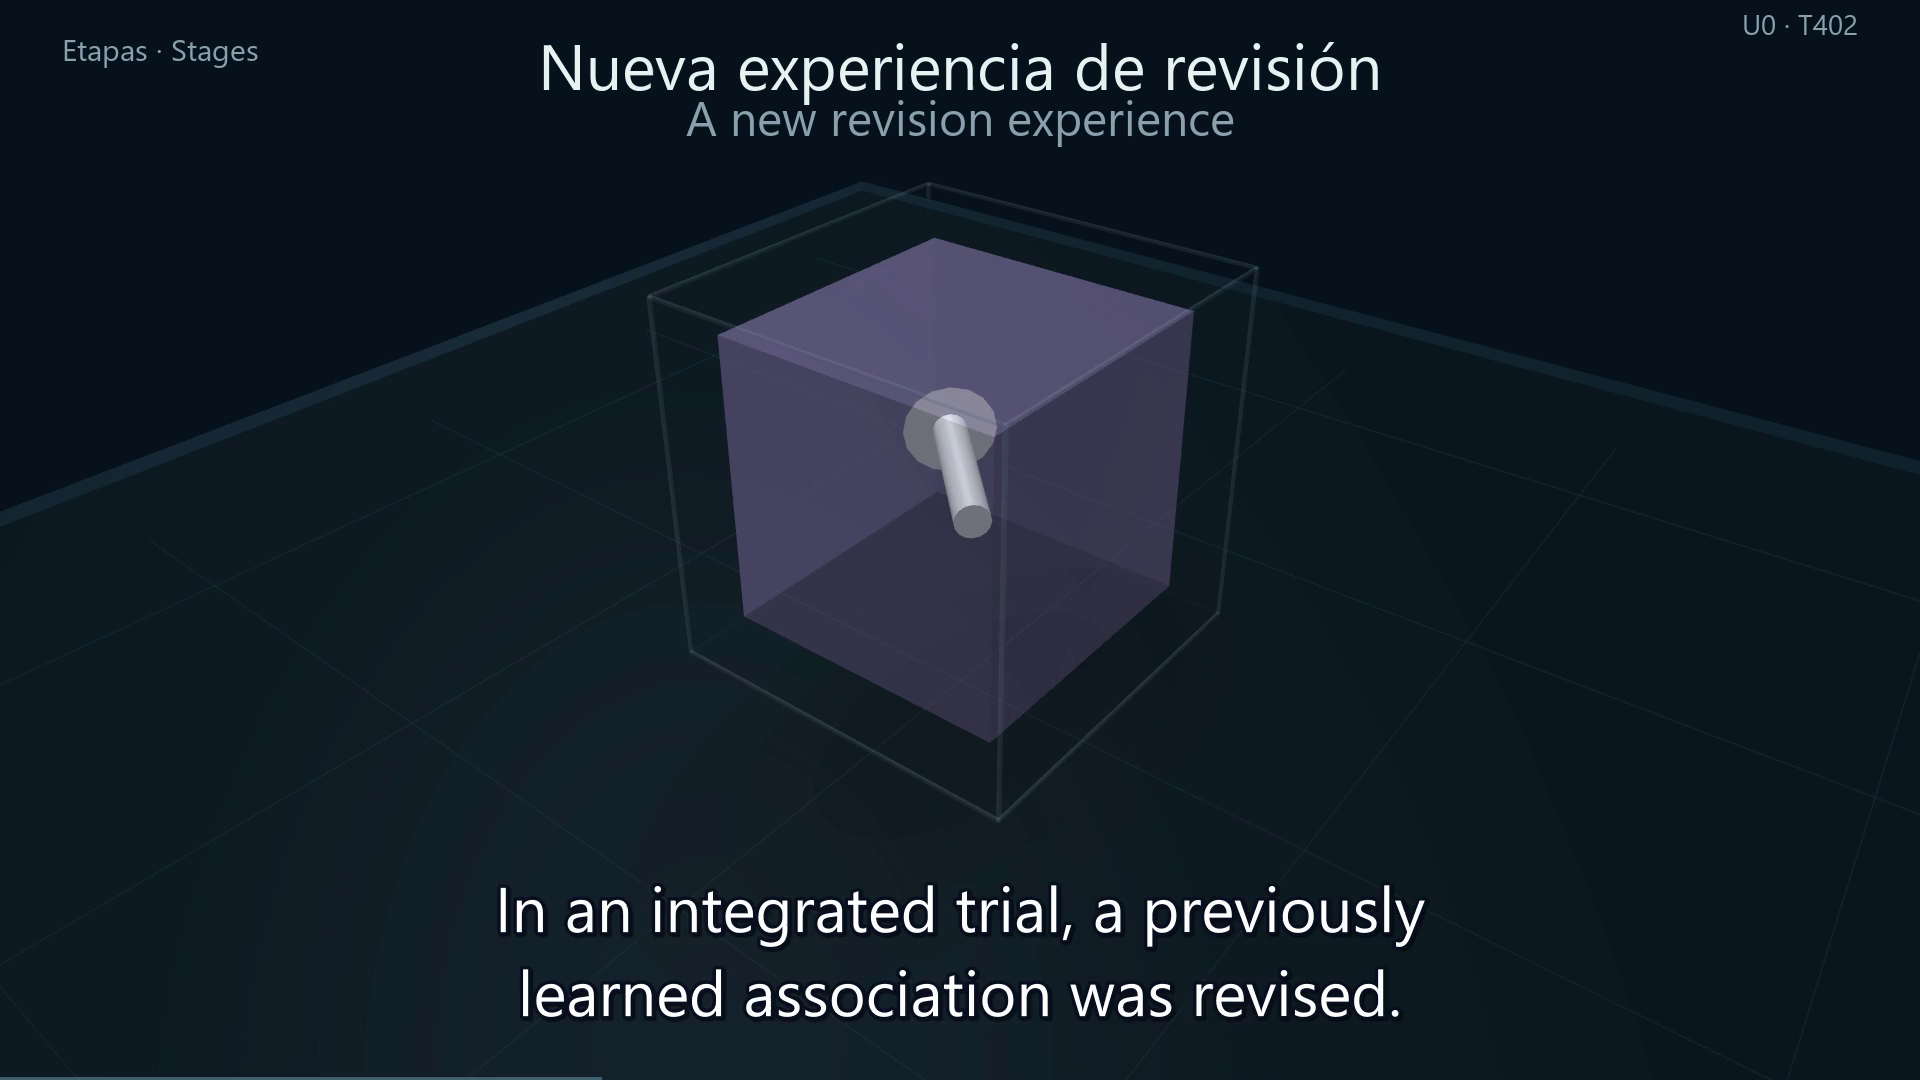 Etapas · Stages
U0 · T402
Nueva experiencia de revisión
A new revision experience
In an integrated trial, a previously
learned association was revised.